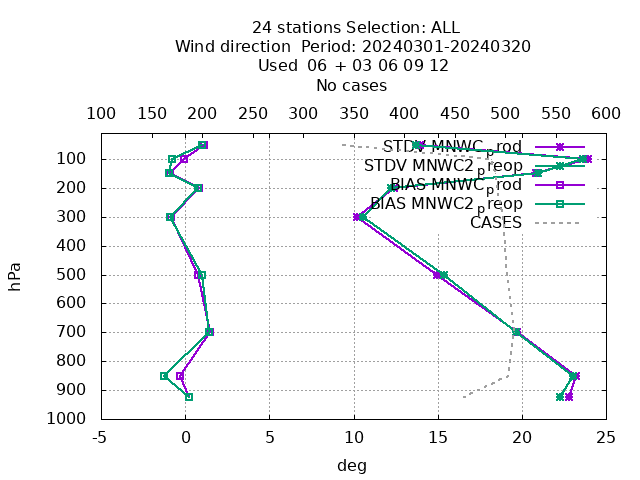 24 stations Selection: ALL
Wind direction  Period: 20240301-20240320
Used  06 + 03 06 09 12
No cases
100 150 200 250 300 350 400 450 500 550 600
STDV MNWC_prod
STDV MNWC2_preop
BIAS MNWC_prod
BIAS MNWC2_preop
CASES
100
200
300
400
500
600
700
800
900
1000
hPa
-5 0 5 10 15 20 25
deg